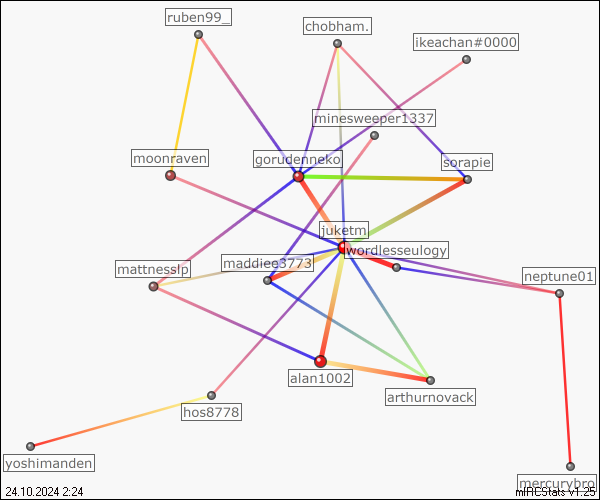 ruben99_
chobham.
ikeachan#0000
minesweeper1337
moonraven
gorudenneko
sorapie
juketm
wordlesseulogy
maddieg3773
mattnesslp
neptune01
alan1002
arthurnovack
hos8778
yoshimanden
mercurybro
24.10.2024 2:24
mIRCStats v1.25